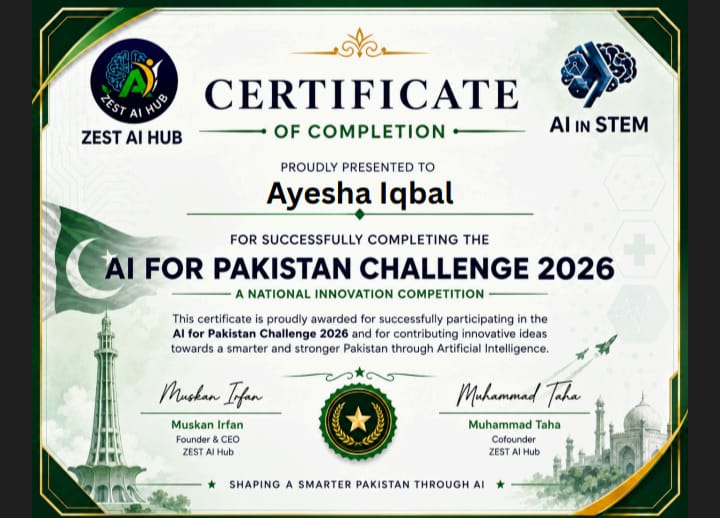 ZEST AI HUB
ZEST AI HUB
CERTIFICATE
OF COMPLETION
AI IN STEM
PROUDLY PRESENTED TO
Ayesha Iqbal
FOR SUCCESSFULLY COMPLETING THE
AI FOR PAKISTAN CHALLENGE 2026
A NATIONAL INNOVATION COMPETITION
This certificate is proudly awarded for successfully participating in the
AI for Pakistan Challenge 2026 and for contributing innovative ideas
towards a smarter and stronger Pakistan through Artificial Intelligence.
Muskan Irfan
Muskan Irfan
Founder & CEO
ZEST AI Hub
Muhammad Taha
Muhammad Taha
Cofounder
ZEST AI Hub
SHAPING A SMARTER PAKISTAN THROUGH AI